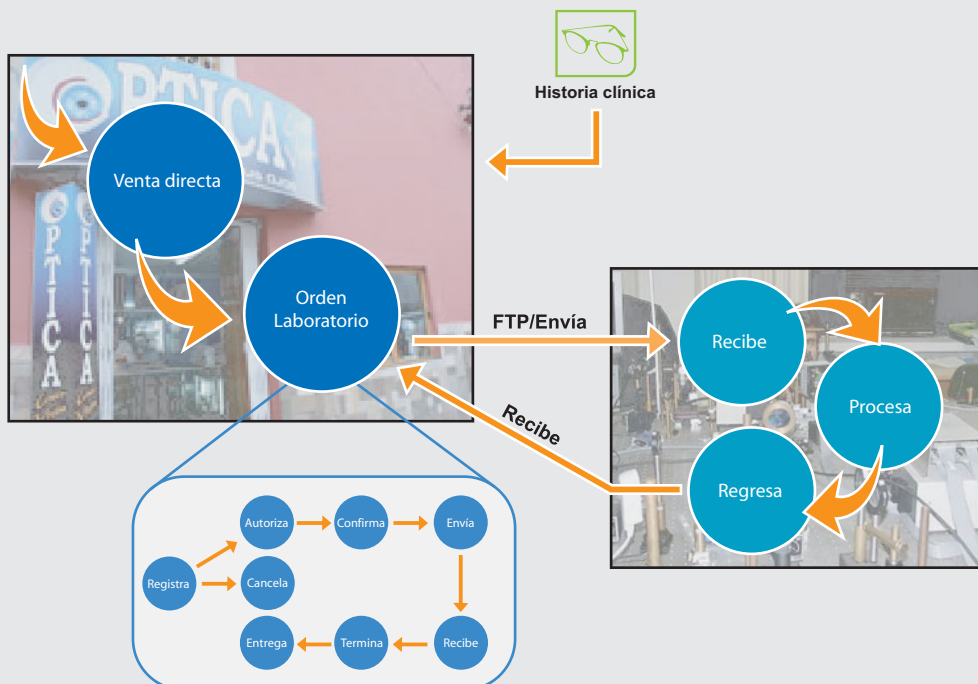 Historia clínica
OPTICA
Venta directa
OPTICA
OPTICA
Orden
Laboratorio
FTP/Envía
Recibe
Procesa
Regresa
Recibe
Autoriza
Confirma
Envía
Registra
Cancela
Entrega
Termina
Recibe